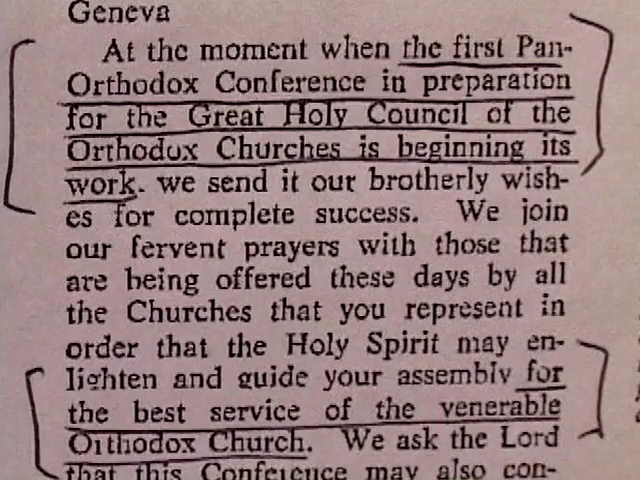 Geneva
At the moment when the first Pan-
Orthodox Conference in preparation
for the Great Holy Council of the
Orthodox Churches is beginning its
work. we send it our brotherly wish-
es for complete success. We join
our fervent prayers with those that
are being offered these days by all
the Churches that you represent in
order that the Holy Spirit may en-
lighten and guide your assembly for
the best service of the venerable
Orthodox Church. We ask the Lord
that this Conference may also con-